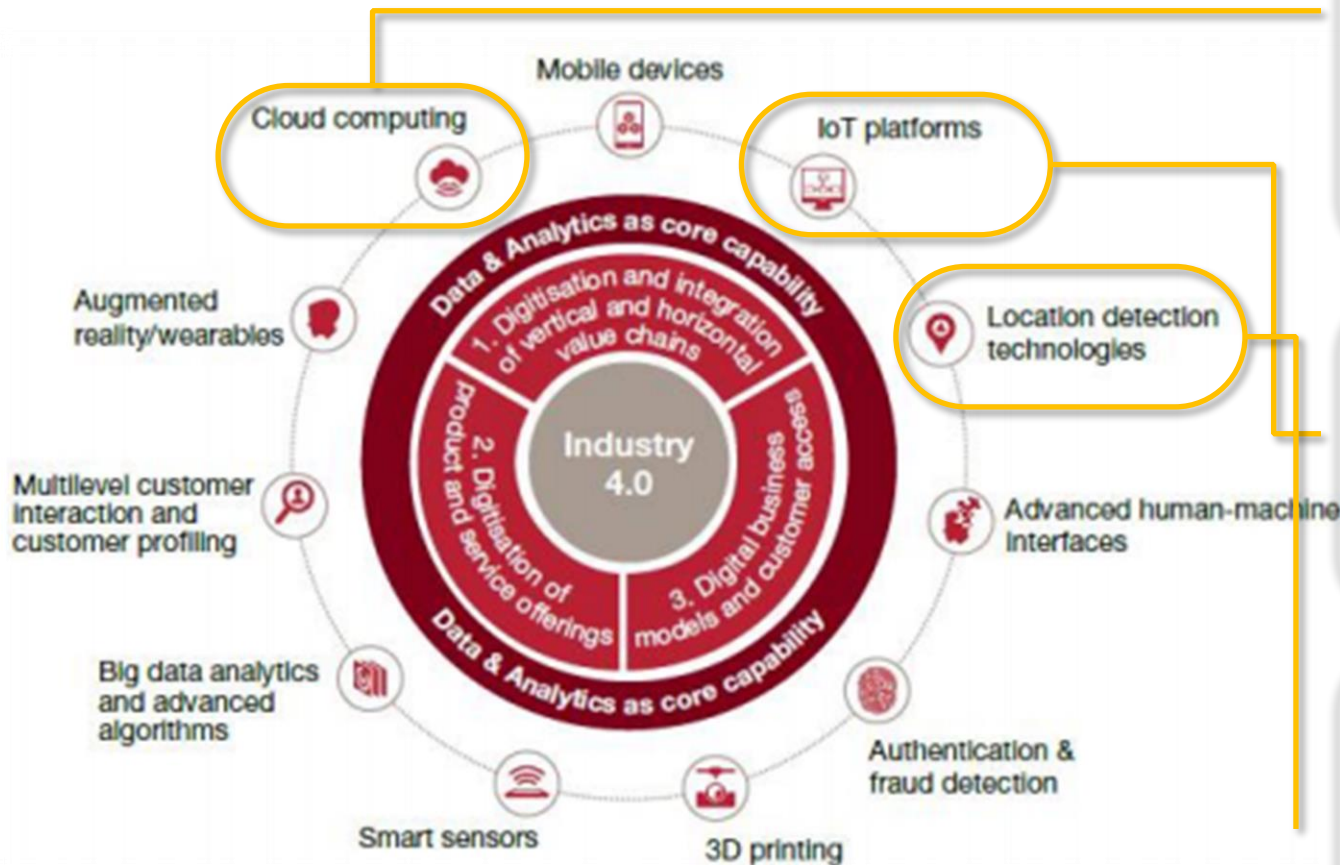 Mobile devices
Cloud computing
IoT platforms
Data & Analytics as core capability
1. Digitisation and integration
of vertical and horizontal
value chains
Augmented
reality/wearables
Location detection
technologies
Industry
4.0
2. Digitisation of
product and service offerings
3. Digital business
models and customer access
Multilevel customer
interaction and
customer profiling
Advanced human-machine
interfaces
Data & Analytics as core capability
Big data analytics
and advanced
algorithms
Authentication &
fraud detection
Smart sensors
3D printing